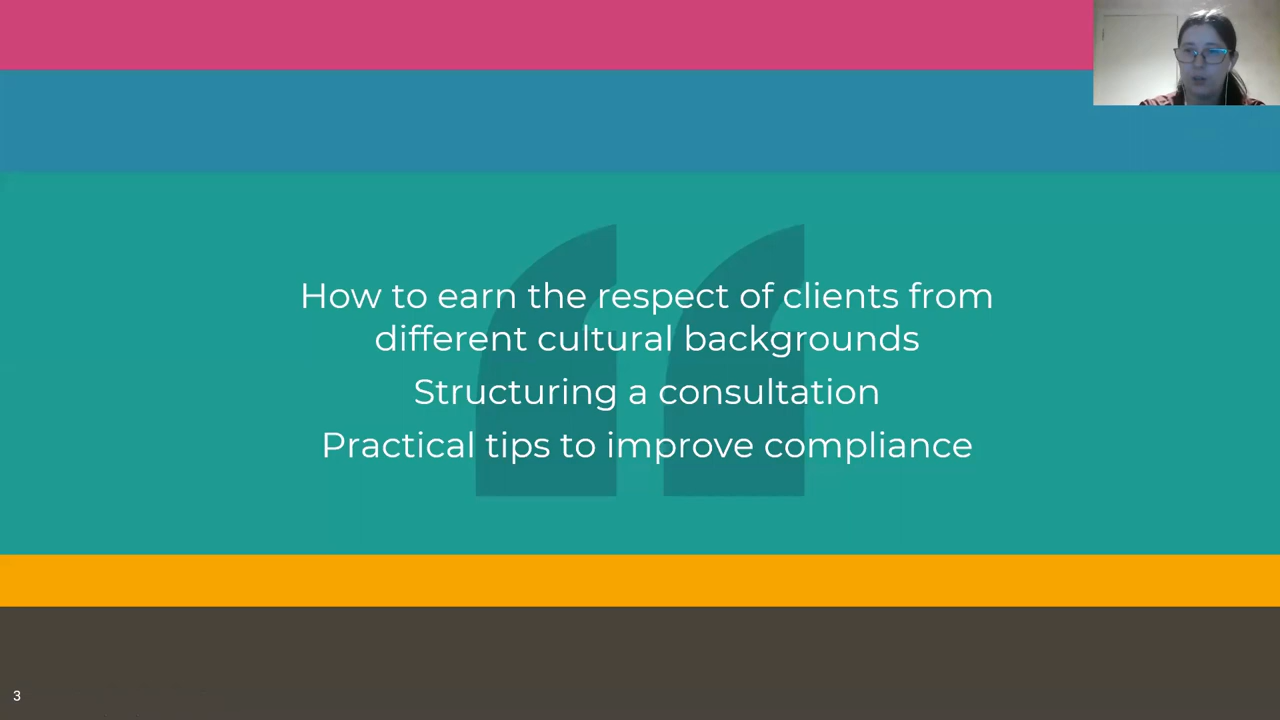 How to earn the respect of clients from
different cultural backgrounds
Structuring a consultation
Practical tips to improve compliance
3